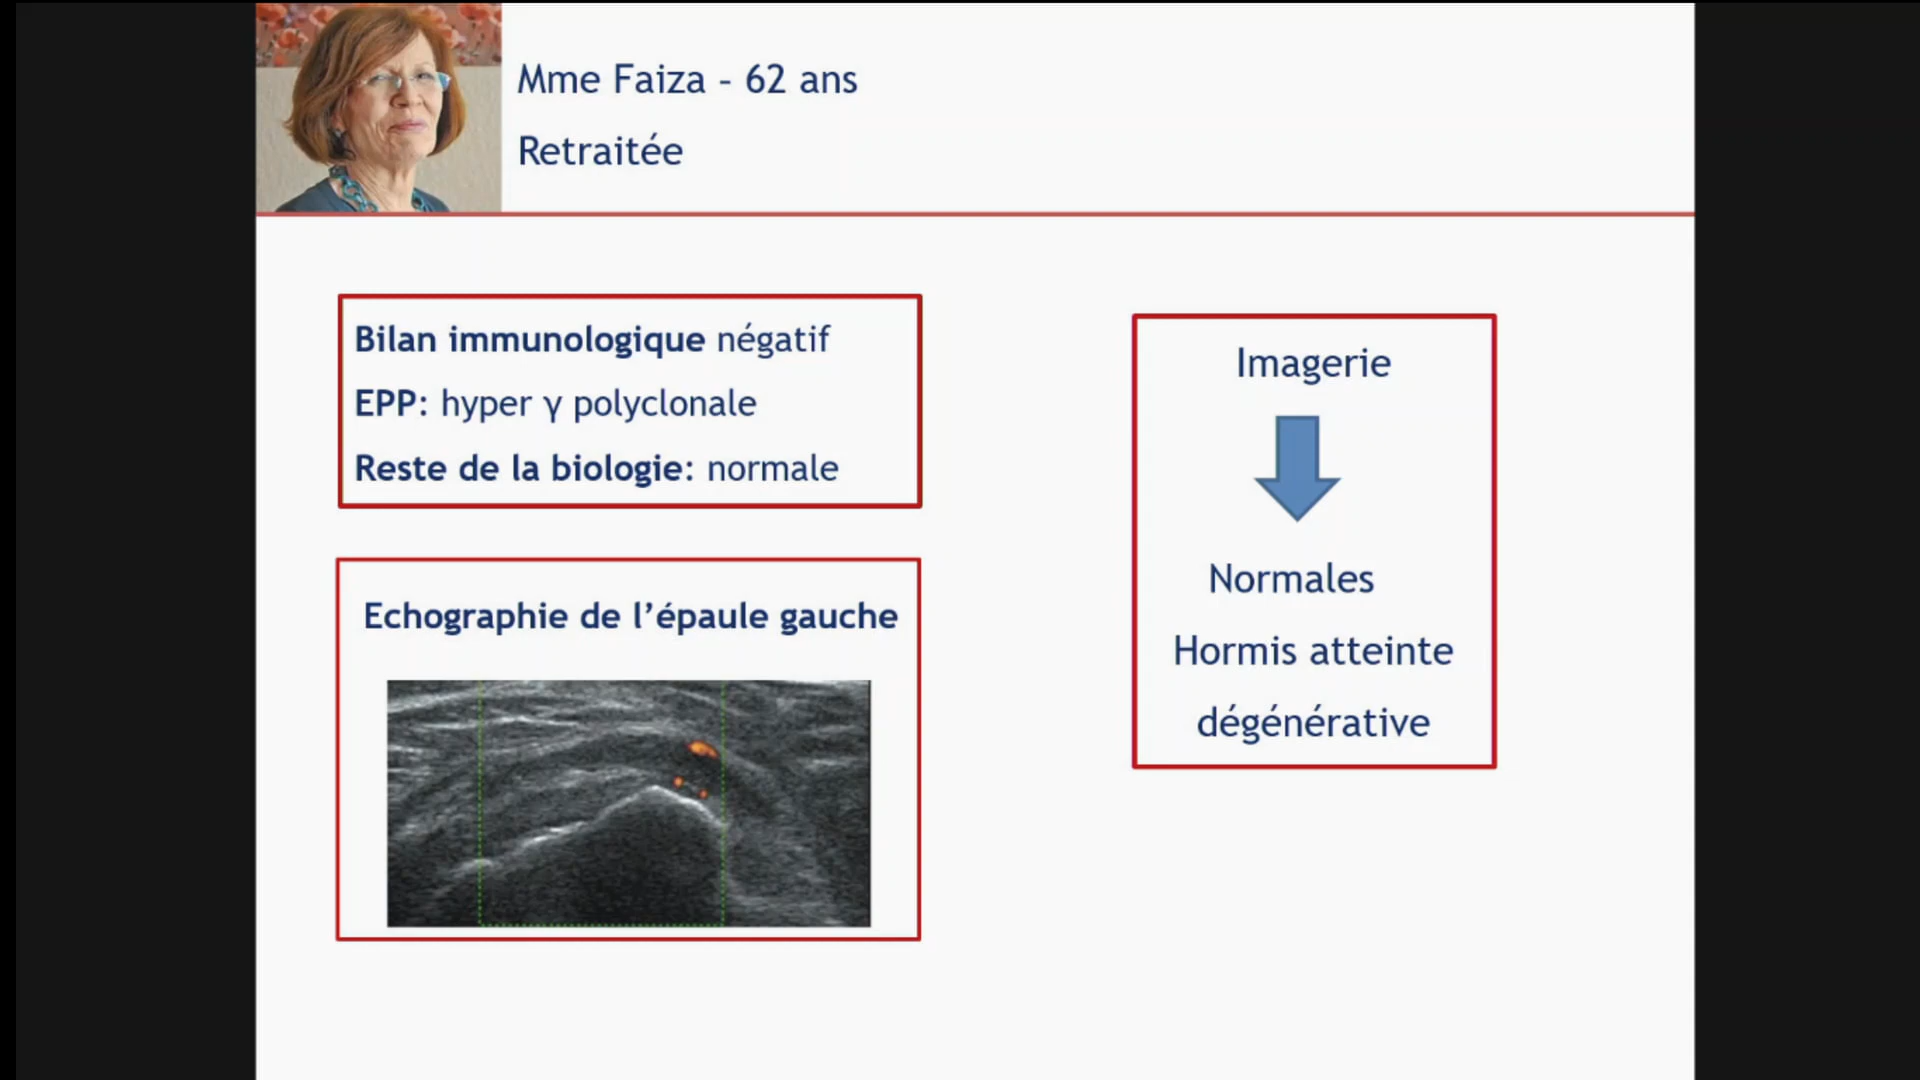 Mme Faiza - 62 ans
Retraitée
Bilan immunologique négatif
EPP: hyper γ polyclonale
Reste de la biologie: normale
Echographie de l'épaule gauche
Imagerie
Normales
Hormis atteinte
dégénérative